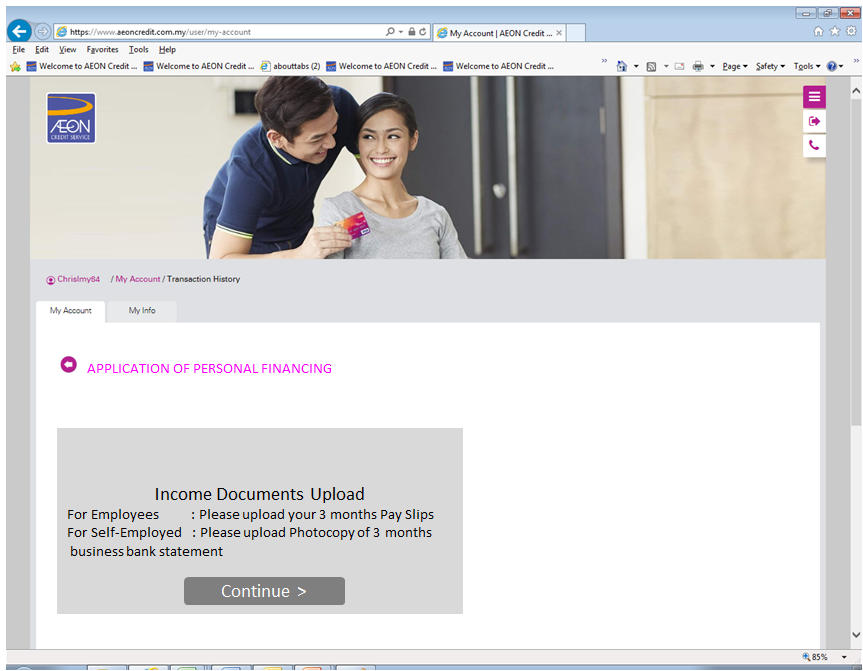 https://www.aeoncredit.com.my/user/my-account
My Account | AEON Credit ...
File Edit View Favorites Tools Help
Welcome to AEON Credit ... Welcome to AEON Credit ... abouttabs (2) Welcome to AEON Credit ... Welcome to AEON Credit ... Page Safety Tools
ÆON
CREDIT SERVICE
Chrislmy84 / My Account / Transaction History
My Account My Info
APPLICATION OF PERSONAL FINANCING
Income Documents Upload
For Employees : Please upload your 3 months Pay Slips
For Self-Employed : Please upload Photocopy of 3 months
business bank statement
Continue >
85%